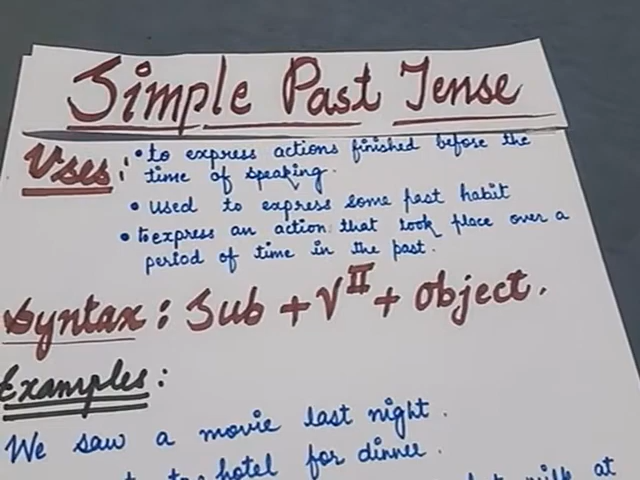 Simple Past Tense
Uses: • to express actions finished before the
time of speaking.
• used to express some past habit
• to express an action that took place over a
period of time in the past.
Syntax: Sub + V II + Object.
Examples:
We saw a movie last night.
hotel for dinner.
milk at